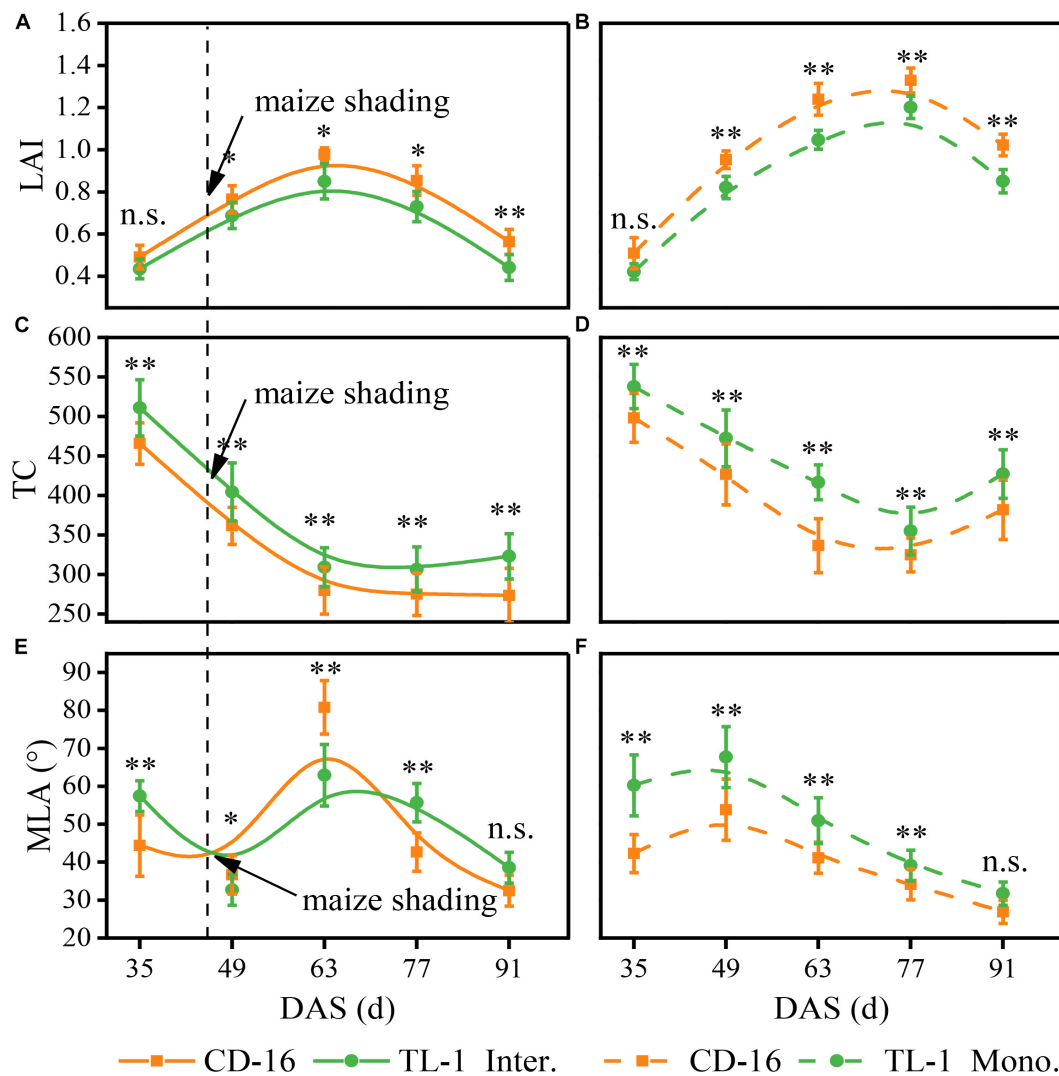 A
B
LAI
1.6
1.4
1.2
1.0
0.8
0.6
0.4
maize shading
n.s.
*
*
*
**
n.s.
**
**
**
**
C
D
TC
600
550
500
450
400
350
300
250
maize shading
**
**
**
**
**
**
**
**
**
**
E
F
MLA (°)
90
80
70
60
50
40
30
20
maize shading
**
*
**
**
n.s.
**
**
**
**
n.s.
35 49 63 77 91
35 49 63 77 91
DAS (d)
DAS (d)
CD-16 TL-1 Inter. CD-16 TL-1 Mono.